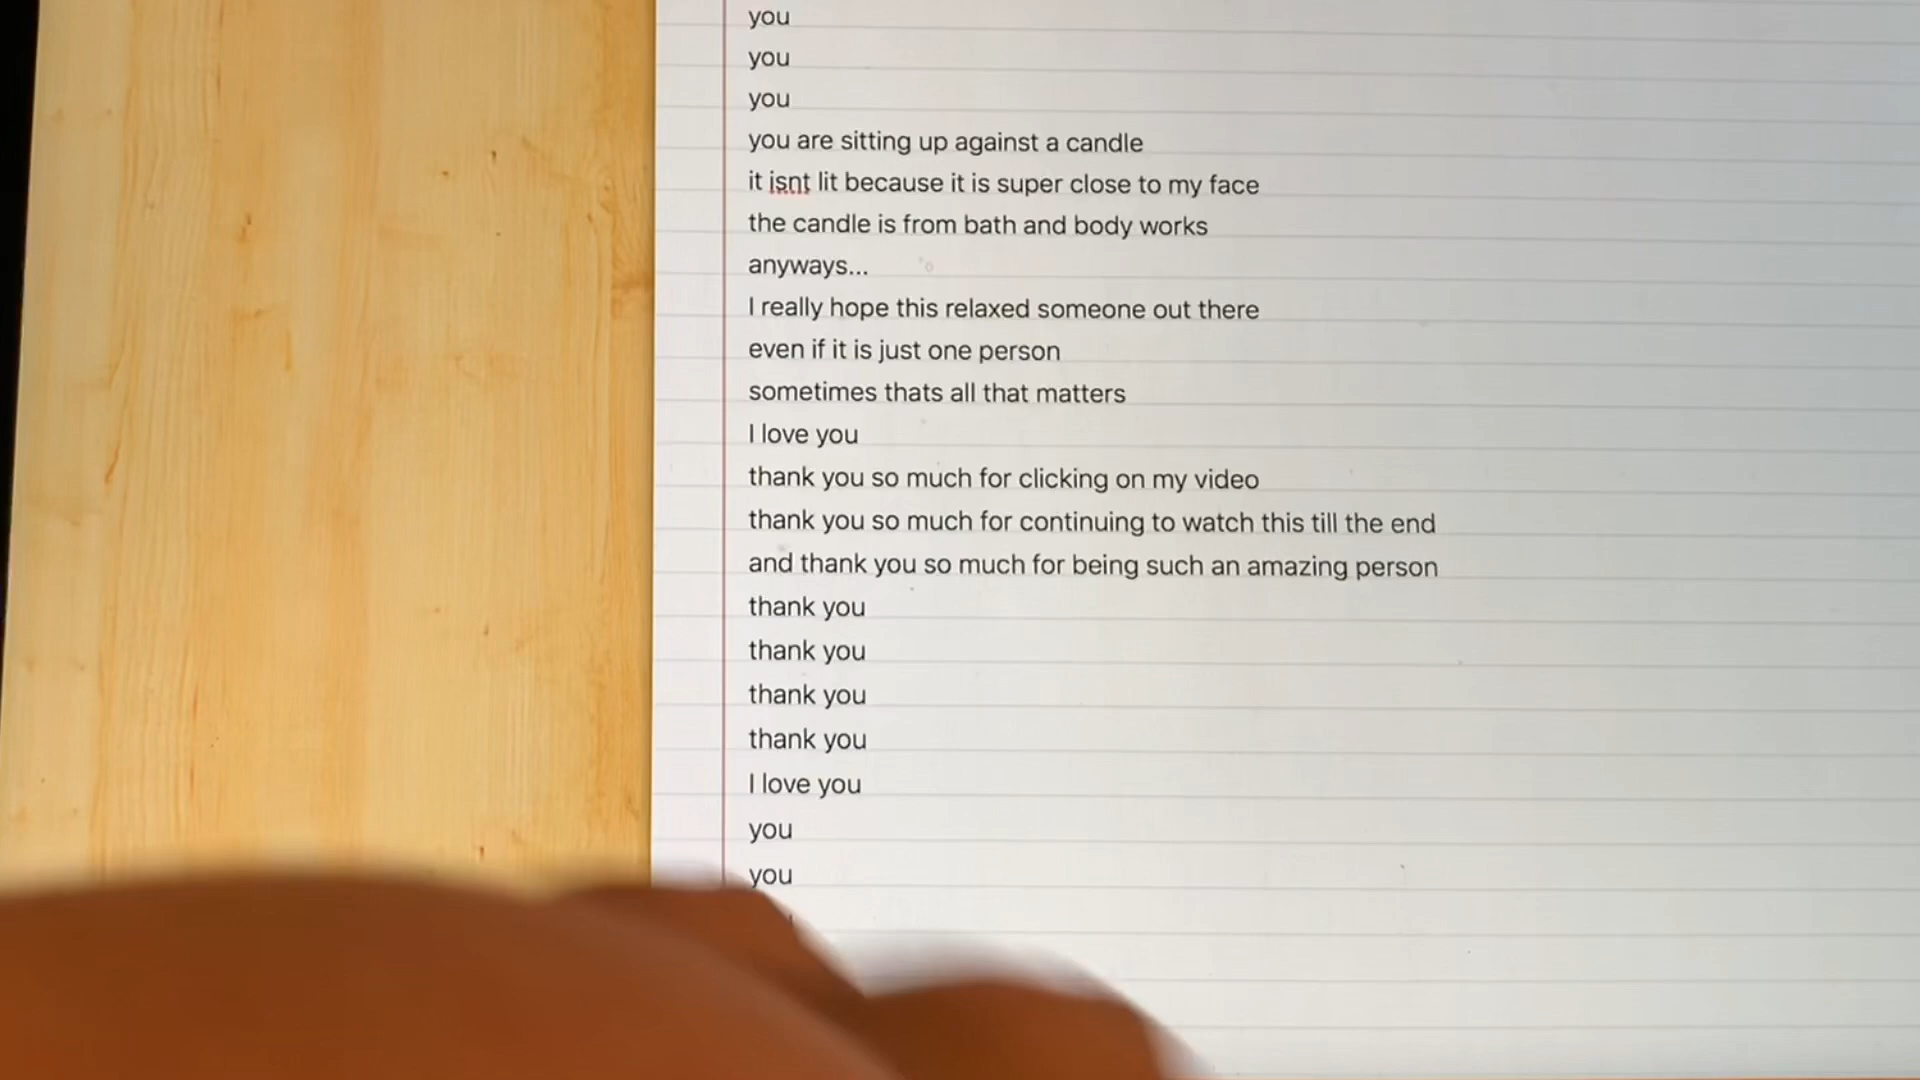 you
you
you
you are sitting up against a candle
it isnt lit because it is super close to my face
the candle is from bath and body works
anyways...
I really hope this relaxed someone out there
even if it is just one person
sometimes thats all that matters
I love you
thank you so much for clicking on my video
thank you so much for continuing to watch this till the end
and thank you so much for being such an amazing person
thank you
thank you
thank you
thank you
I love you
you
you